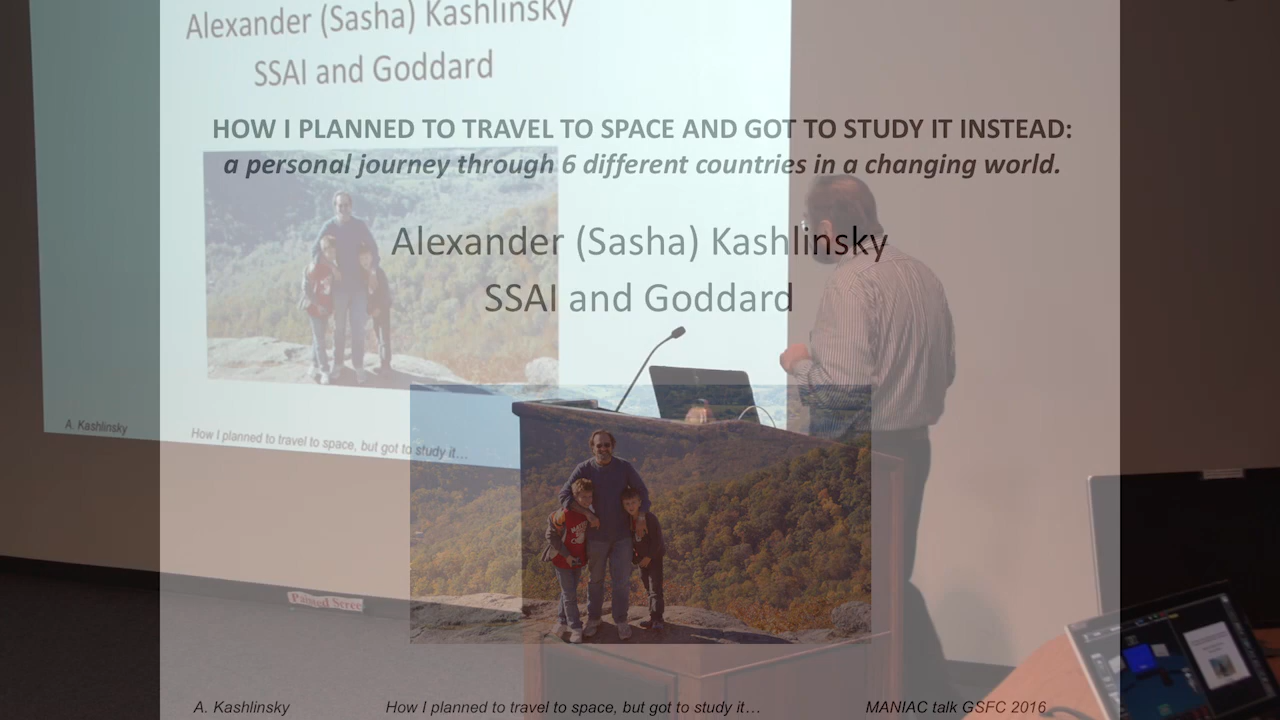 Alexander (Sasha) Kashlinsky
SSAI and Goddard
HOW I PLANNED TO TRAVEL TO SPACE AND GOT TO STUDY IT INSTEAD:
a personal journey through 6 different countries in a changing world.
Alexander (Sasha) Kashlinsky
SSAI and Goddard
A. Kashlinsky
How I planned to travel to space, but got to study it…
A. Kashlinsky
How I planned to travel to space, but got to study it…
MANIAC talk GSFC 2016